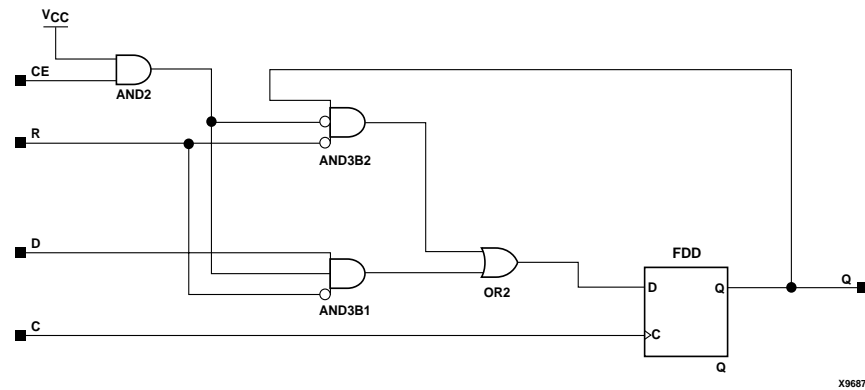 VCC
CE
AND2
R
AND3B2
D
AND3B1
OR2
FDD
D
Q
Q
C
C
Q
X9687